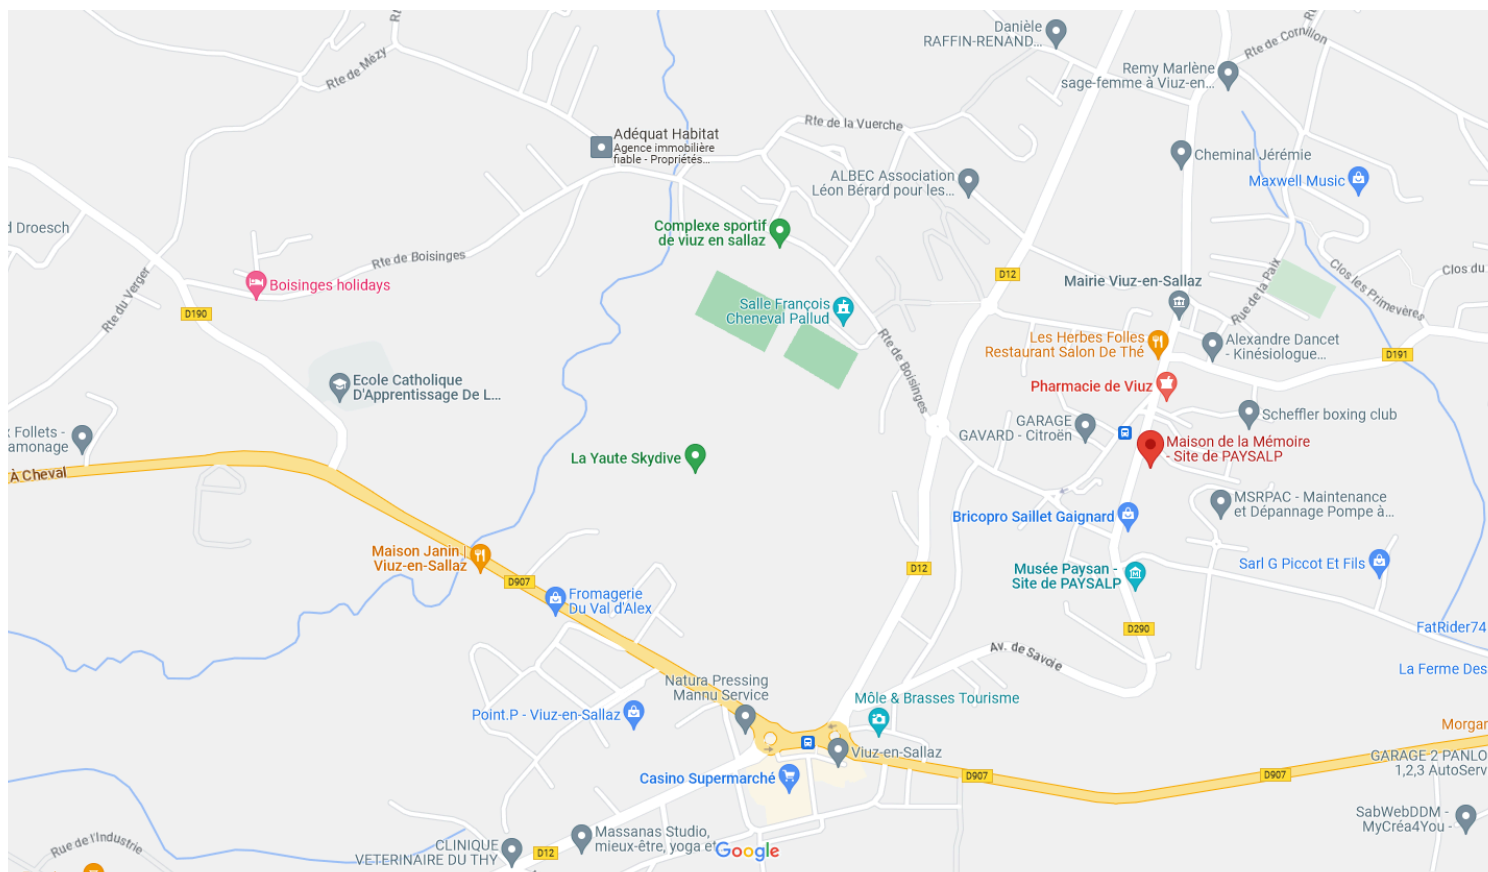 Danièle
RAFFIN-RENAND...
Rte de Cornillon
Rte de Mézy
Remy Marlène
sage-femme à Viuz-en...
Rte de la Vuerche
Adéquat Habitat
Agence immobilière
fiable - Propriétés...
Cheminal Jérémie
ALBEC Association
Léon Bérard pour les...
Maxwell Music
d Droesch
Complexe sportif
de viuz en sallaz
Rte de Boisinges
D12
Clos les Primevères
Clos du
Rue de la Paix
Mairie Viuz-en-Sallaz
Boisinges holidays
Rte du Verger
D190
Salle François
Cheneval Pallud
Les Herbes Folles
Restaurant Salon De Thé
Alexandre Dancet
- Kinésiologue...
D191
Rte de Boisinges
Ecole Catholique
D'Apprentissage De L...
Pharmacie de Viuz
Scheffler boxing club
GARAGE
GAVARD - Citroën
x Follets -
amonage
Maison de la Mémoire
- Site de PAYSALP
À Cheval
La Yaute Skydive
MSRPAC - Maintenance
et Dépannage Pompe à...
Bricopro Saillet Gaignard
Maison Janin |
Viuz-en-Sallaz
Sarl G Piccot Et Fils
D12
Musée Paysan -
Site de PAYSALP
D907
Fromagerie
Du Val d'Alex
FatRider74
D290
Av. de Savoie
La Ferme Des
Natura Pressing
Mannu Service
Môle & Brasses Tourisme
Point.P - Viuz-en-Sallaz
Morgan
Viuz-en-Sallaz
GARAGE 2 PANLO
1,2,3 AutoServ
Casino Supermarché
D907
D907
SabWebDDM -
MyCréa4You -
Massanas Studio,
mieux-être, yoga et
Rue de l'Industrie
CLINIQUE
VETERINAIRE DU THY
D12
Google